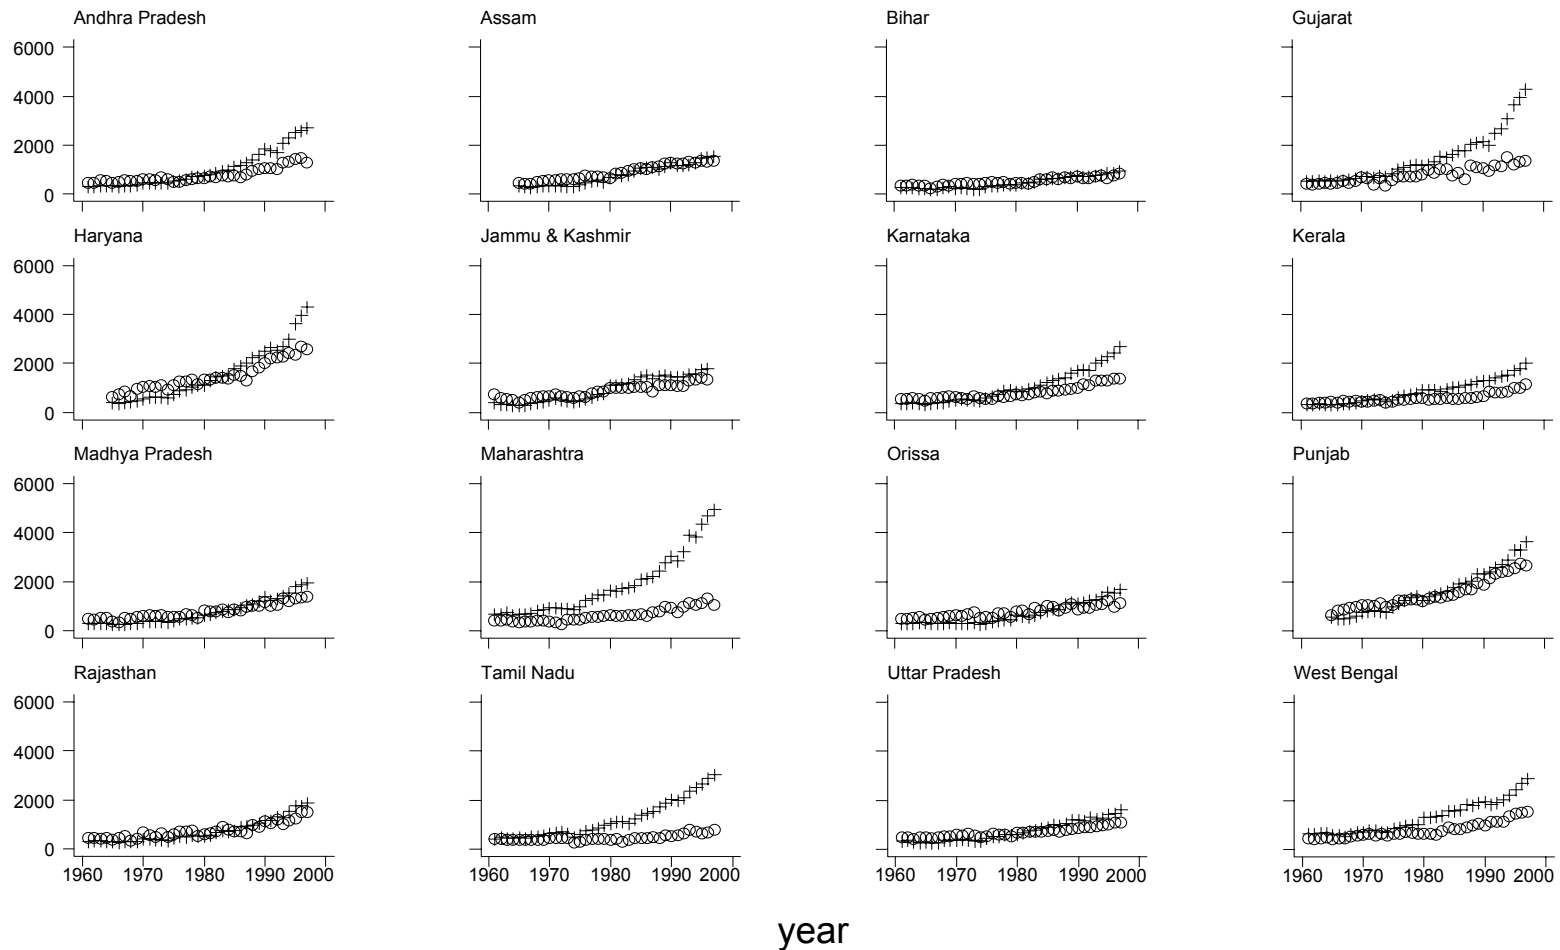 Andhra Pradesh Assam Bihar Gujarat
6000
4000
2000
0
Haryana Jammu & Kashmir Karnataka Kerala
6000
4000
2000
0
Madhya Pradesh Maharashtra Orissa Punjab
6000
4000
2000
0
Rajasthan Tamil Nadu Uttar Pradesh West Bengal
6000
4000
2000
0
1960 1970 1980 1990 2000 1960 1970 1980 1990 2000 1960 1970 1980 1990 2000 1960 1970 1980 1990 2000
year